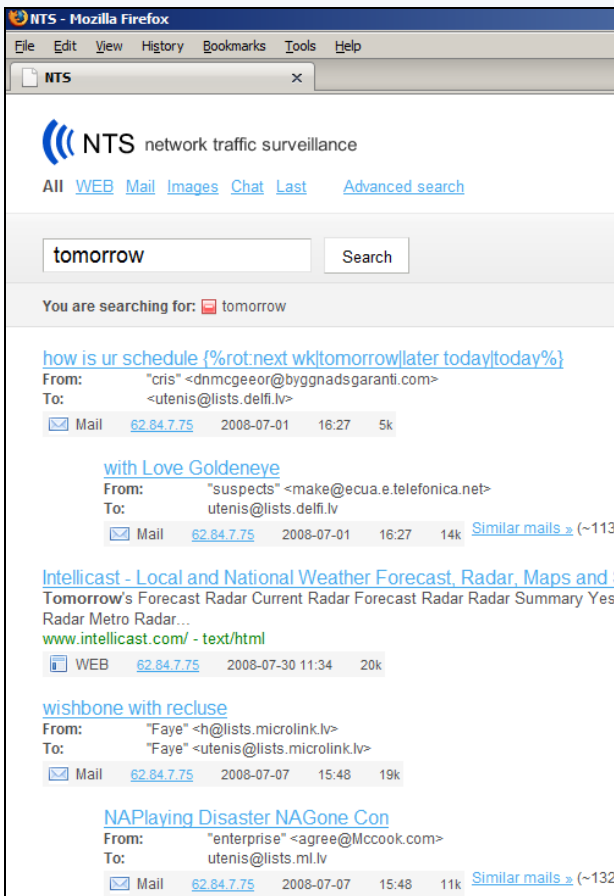 NTS - Mozilla Firefox
File Edit View History Bookmarks Tools Help
NTS ×
NTS network traffic surveillance
All WEB Mail Images Chat Last Advanced search
tomorrow Search
You are searching for: tomorrow
how is ur schedule {%rot:next wk|tomorrow|later today|today%}
From: "cris" <dnmcgeeor@byggnadsgaranti.com>
To: <utenis@lists.delfi.lv>
Mail 62.84.7.75 2008-07-01 16:27 5k
with Love Goldeneye
From: "suspects" <make@ecua.e.telefonica.net>
To: utenis@lists.delfi.lv
Mail 62.84.7.75 2008-07-01 16:27 14k Similar mails » (~113
Intellicast - Local and National Weather Forecast, Radar, Maps and
Tomorrow's Forecast Radar Current Radar Forecast Radar Radar Summary Yes
Radar Metro Radar...
www.intellicast.com/ - text/html
WEB 62.84.7.75 2008-07-30 11:34 20k
wishbone with recluse
From: "Faye" <h@lists.microlink.lv>
To: "Faye" <utenis@lists.microlink.lv>
Mail 62.84.7.75 2008-07-07 15:48 19k
NAPlaying Disaster NAGone Con
From: "enterprise" <agree@Mccook.com>
To: utenis@lists.ml.lv
Mail 62.84.7.75 2008-07-07 15:48 11k Similar mails » (~132